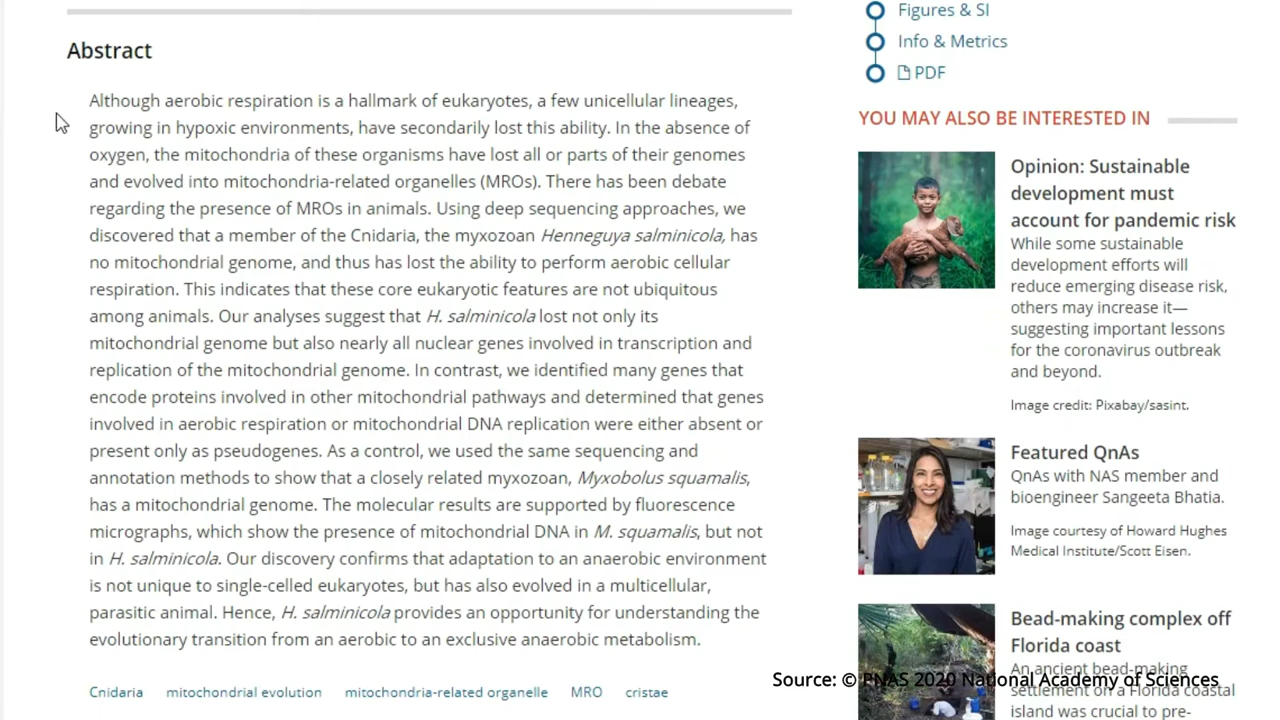 Abstract
Although aerobic respiration is a hallmark of eukaryotes, a few unicellular lineages,
growing in hypoxic environments, have secondarily lost this ability. In the absence of
oxygen, the mitochondria of these organisms have lost all or parts of their genomes
and evolved into mitochondria-related organelles (MROs). There has been debate
regarding the presence of MROs in animals. Using deep sequencing approaches, we
discovered that a member of the Cnidaria, the myxozoan Henneguya salminicola, has
no mitochondrial genome, and thus has lost the ability to perform aerobic cellular
respiration. This indicates that these core eukaryotic features are not ubiquitous
among animals. Our analyses suggest that H. salminicola lost not only its
mitochondrial genome but also nearly all nuclear genes involved in transcription and
replication of the mitochondrial genome. In contrast, we identified many genes that
encode proteins involved in other mitochondrial pathways and determined that genes
involved in aerobic respiration or mitochondrial DNA replication were either absent or
present only as pseudogenes. As a control, we used the same sequencing and
annotation methods to show that a closely related myxozoan, Myxobolus squamalis,
has a mitochondrial genome. The molecular results are supported by fluorescence
micrographs, which show the presence of mitochondrial DNA in M. squamalis, but not
in H. salminicola. Our discovery confirms that adaptation to an anaerobic environment
is not unique to single-celled eukaryotes, but has also evolved in a multicellular,
parasitic animal. Hence, H. salminicola provides an opportunity for understanding the
evolutionary transition from an aerobic to an exclusive anaerobic metabolism.
Cnidaria mitochondrial evolution mitochondria-related organelle MRO cristae
Figures & SI
Info & Metrics
PDF
YOU MAY ALSO BE INTERESTED IN
Opinion: Sustainable
development must
account for pandemic risk
While some sustainable
development efforts will
reduce emerging disease risk,
others may increase it—
suggesting important lessons
for the coronavirus outbreak
and beyond.
Image credit: Pixabay/sasint.
Featured QnAs
QnAs with NAS member and
bioengineer Sangeeta Bhatia.
Image courtesy of Howard Hughes
Medical Institute/Scott Eisen.
Bead-making complex off
Florida coast
An ancient bead-making
settlement on a Florida coastal
island was crucial to pre-
Source: © PNAS 2020 National Academy of Sciences